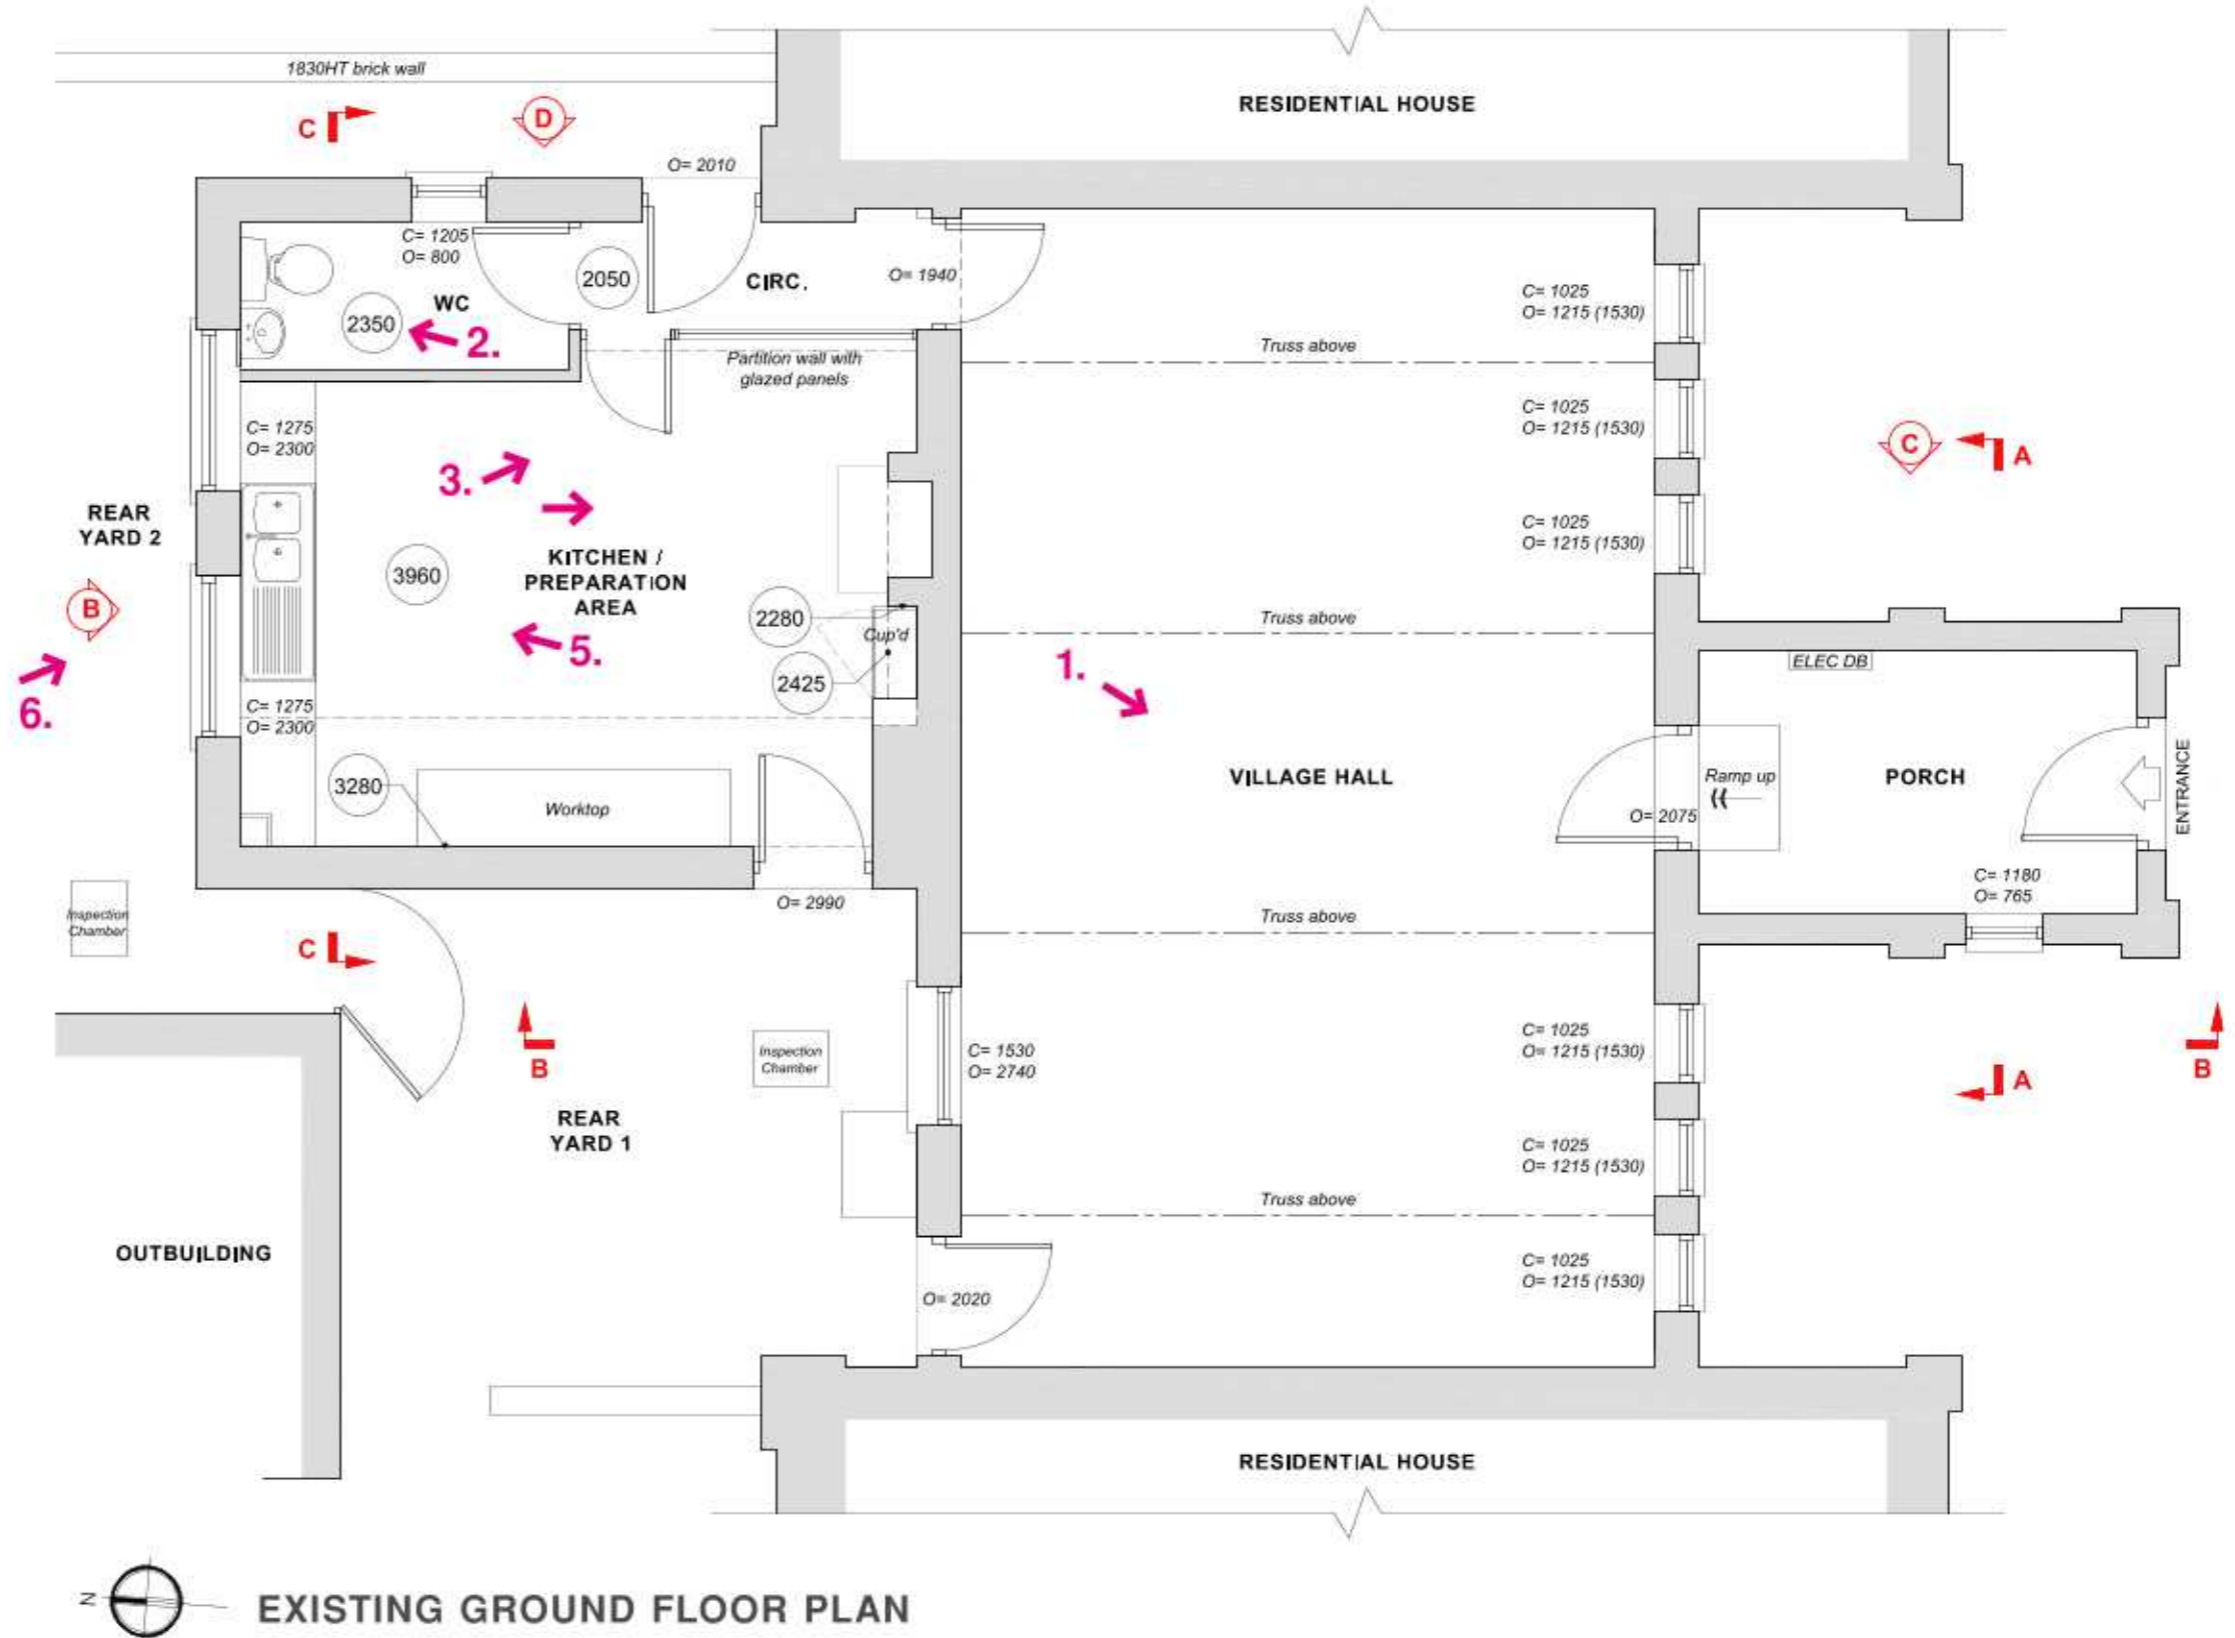 1830HT brick wall
RESIDENTIAL HOUSE
C
D
O= 2010
C= 1205
O= 800
WC
2050
CIRC.
O= 1940
2350
2.
Partition wall with
glazed panels
Truss above
C= 1025
O= 1215 (1530)
C= 1025
O= 1215 (1530)
C= 1025
O= 1215 (1530)
C
A
C= 1275
O= 2300
3.
REAR
YARD 2
KITCHEN /
PREPARATION
AREA
3960
B
2280
Cup'd
2425
5.
6.
C= 1275
O= 2300
3280
Worktop
Truss above
1.
VILLAGE HALL
ELEC DB
Ramp up
O= 2075
PORCH
ENTRANCE
C= 1180
O= 765
Inspection
Chamber
O= 2990
C
Truss above
B
Inspection
Chamber
C= 1530
O= 2740
C= 1025
O= 1215 (1530)
A
B
REAR
YARD 1
C= 1025
O= 1215 (1530)
Truss above
OUTBUILDING
C= 1025
O= 1215 (1530)
O= 2020
RESIDENTIAL HOUSE
N
EXISTING GROUND FLOOR PLAN